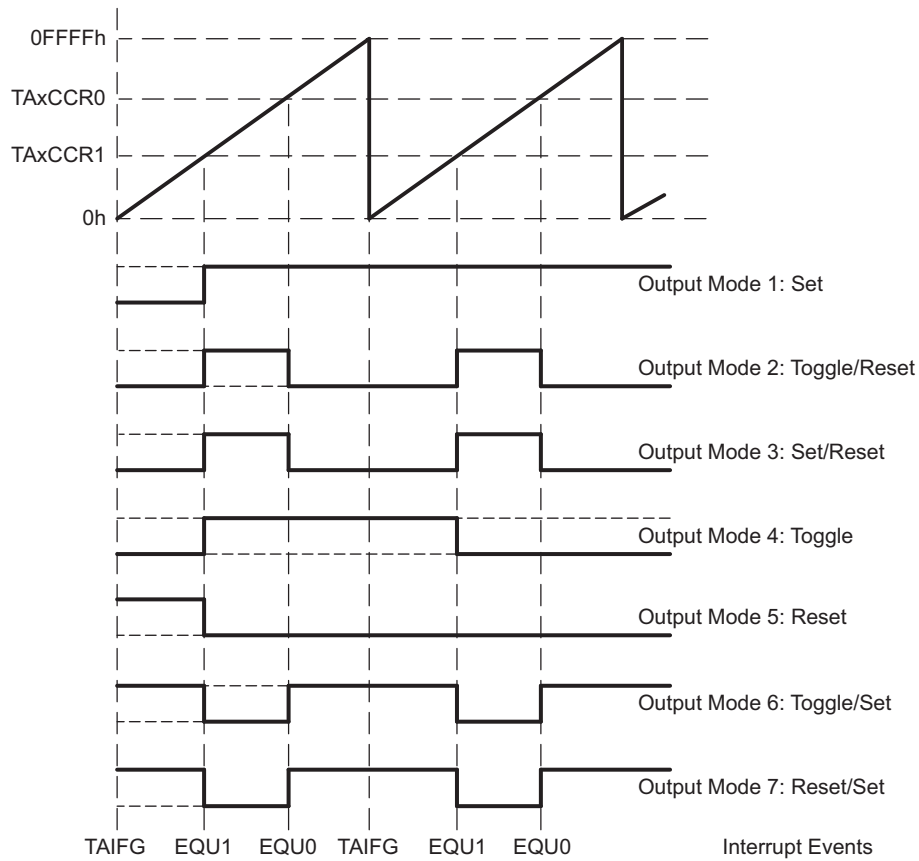 0FFFFh
TAxCCR0
TAxCCR1
0h
Output Mode 1: Set
Output Mode 2: Toggle/Reset
Output Mode 3: Set/Reset
Output Mode 4: Toggle
Output Mode 5: Reset
Output Mode 6: Toggle/Set
Output Mode 7: Reset/Set
TAIFG EQU1 EQU0 TAIFG EQU1 EQU0 Interrupt Events